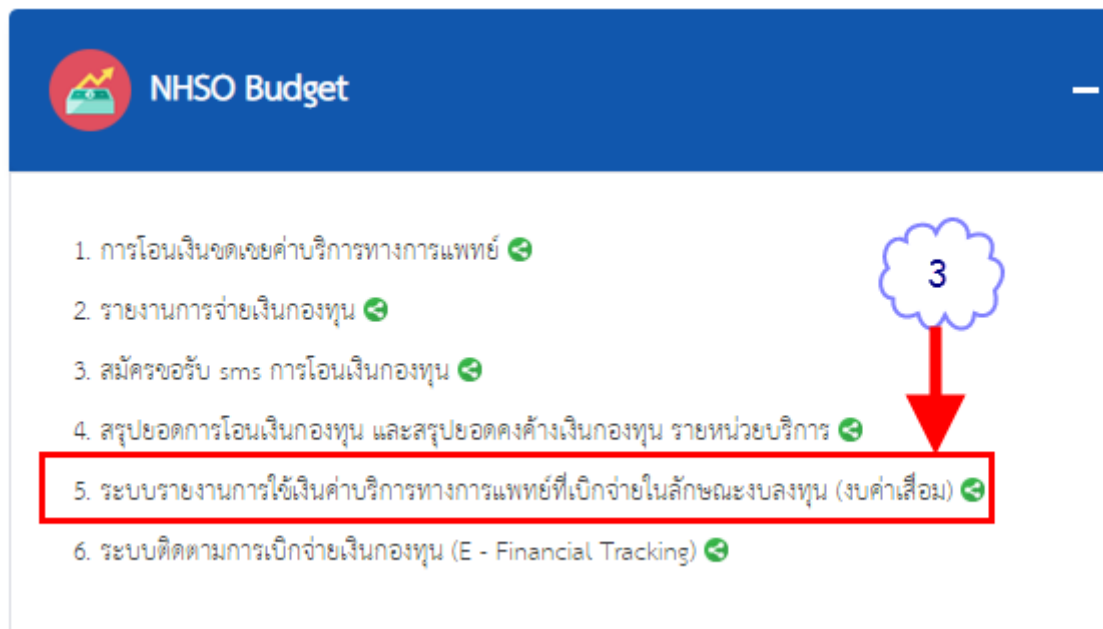 NHSO Budget
1. การโอนเงินชดเชยค่าบริการทางการแพทย์
3
2. รายงานการจ่ายเงินกองทุน
3. สมัครขอรับ sms การโอนเงินกองทุน
4. สรุปยอดการโอนเงินกองทุน และสรุปยอดคงค้างเงินกองทุน รายหน่วยบริการ
5. ระบบรายงานการใช้เงินค่าบริการทางการแพทย์ที่เบิกจ่ายในลักษณะงบลงทุน (งบค่าเสื่อม)
6. ระบบติดตามการเบิกจ่ายเงินกองทุน (E - Financial Tracking)